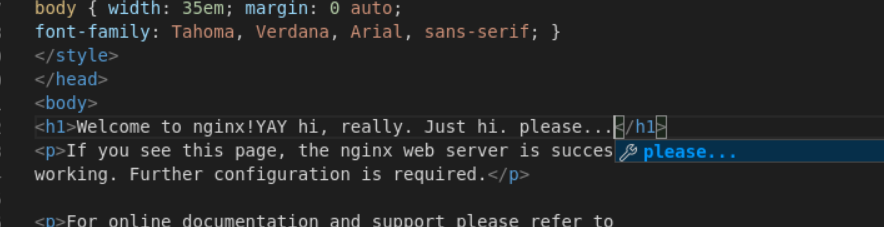 body { width: 35em; margin: 0 auto;
font-family: Tahoma, Verdana, Arial, sans-serif; }
</style>
</head>
<body>
<h1>Welcome to nginx!YAY hi, really. Just hi. please...</h1>
<p>If you see this page, the nginx web server is succes
please...
working. Further configuration is required.</p>
<p>For online documentation and support please refer to